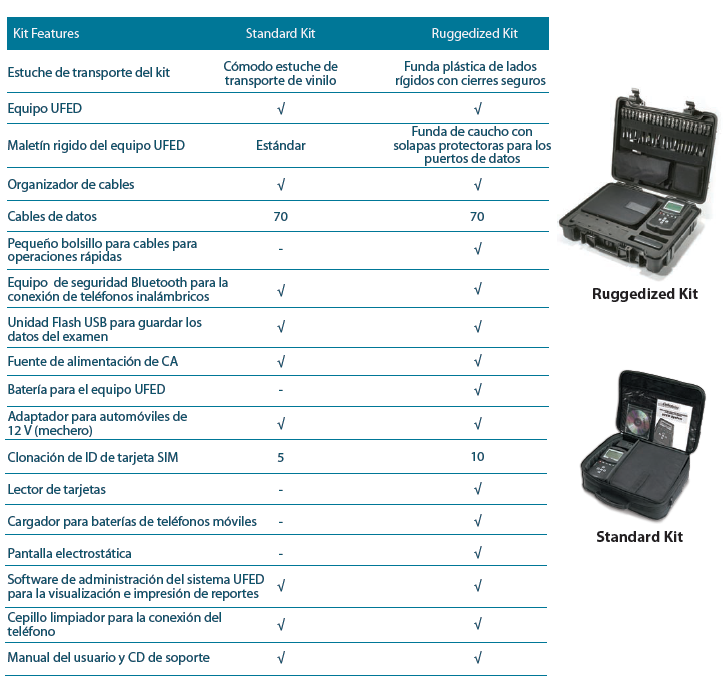 Kit Features Standard Kit Ruggedized Kit
Estuche de transporte del kit
Cómodo estuche de
transporte de vinilo
Funda plástica de lados
rígidos con cierres seguros
Equipo UFED √ √
Maletín rigido del equipo UFED Estándar
Funda de caucho con
solapas protectoras para los
puertos de datos
Organizador de cables √ √
Cables de datos 70 70
Pequeño bolsillo para cables para
operaciones rápidas
- √
Equipo de seguridad Bluetooth para la
conexión de teléfonos inalámbricos
√ √
Unidad Flash USB para guardar los
datos del examen
√ √
Fuente de alimentación de CA √ √
Batería para el equipo UFED - √
Adaptador para automóviles de
12 V (mechero)
√ √
Clonación de ID de tarjeta SIM 5 10
Lector de tarjetas - √
Cargador para baterías de teléfonos móviles - √
Pantalla electrostática - √
Software de administración del sistema UFED
para la visualización e impresión de reportes
√ √
Cepillo limpiador para la conexión del
teléfono
√ √
Manual del usuario y CD de soporte √ √
Ruggedized Kit
Standard Kit